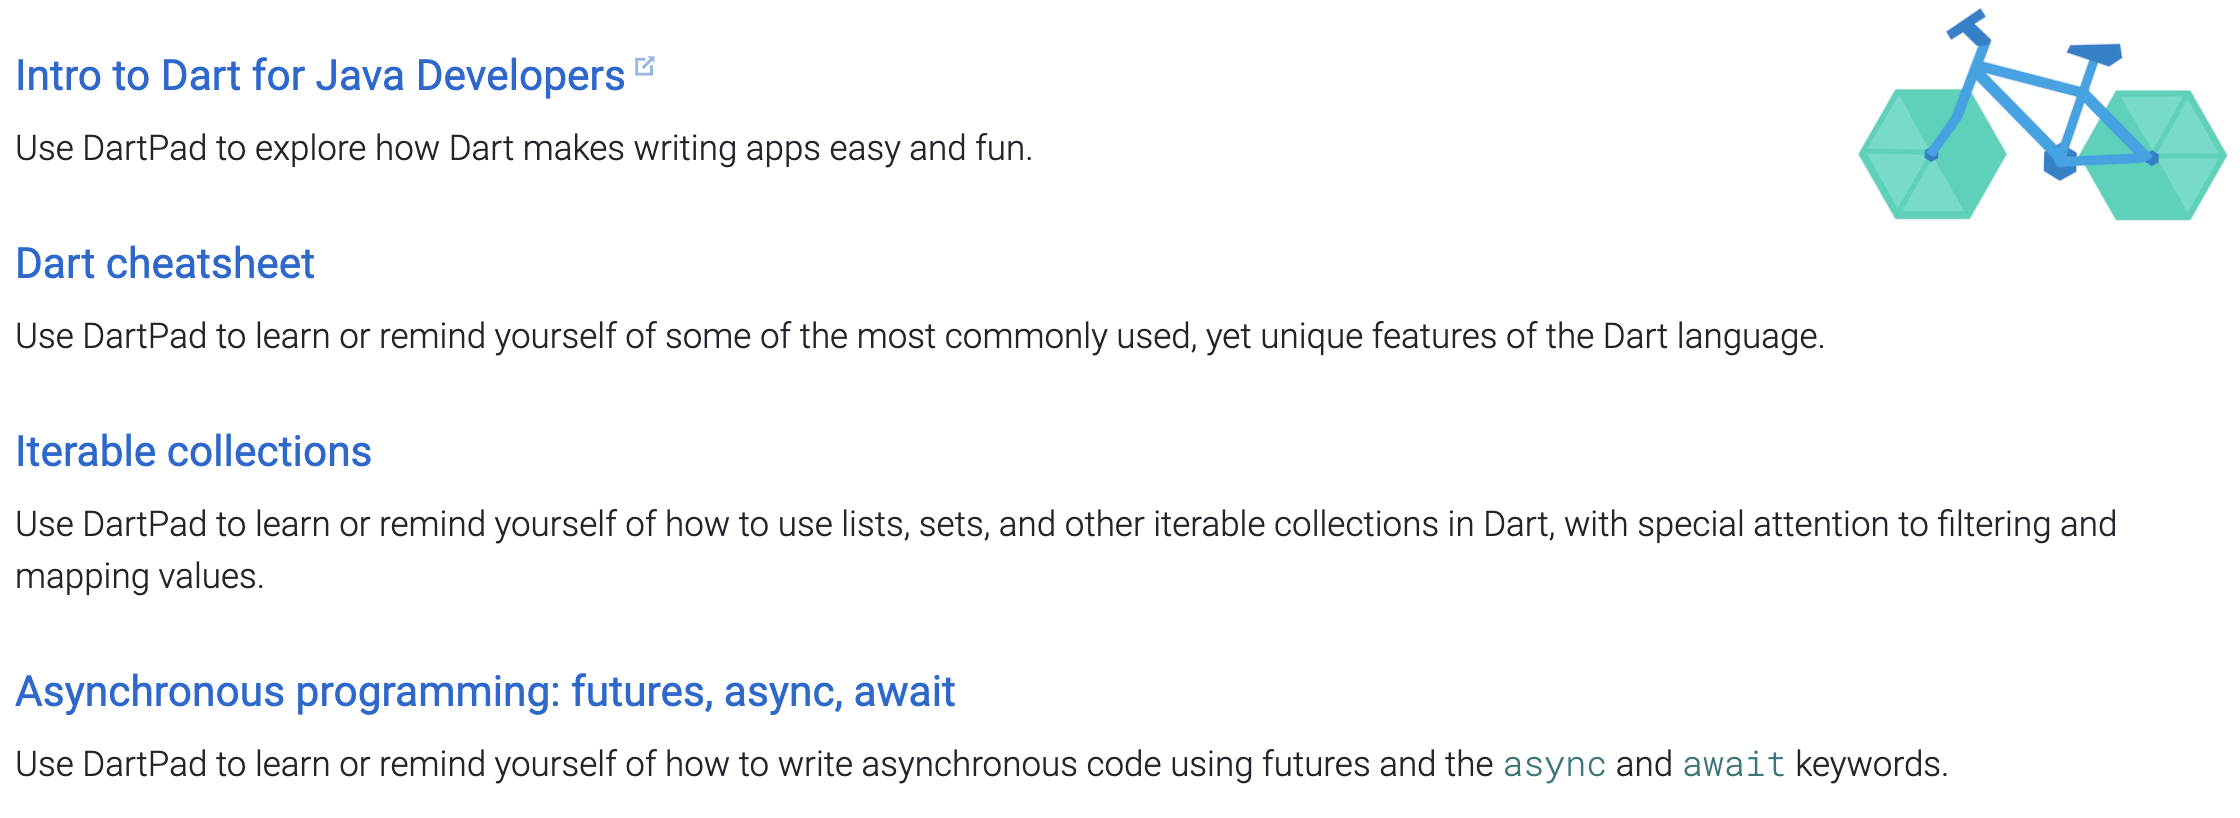 Intro to Dart for Java Developers
Use DartPad to explore how Dart makes writing apps easy and fun.
Dart cheatsheet
Use DartPad to learn or remind yourself of some of the most commonly used, yet unique features of the Dart language.
Iterable collections
Use DartPad to learn or remind yourself of how to use lists, sets, and other iterable collections in Dart, with special attention to filtering and
mapping values.
Asynchronous programming: futures, async, await
Use DartPad to learn or remind yourself of how to write asynchronous code using futures and the async and await keywords.